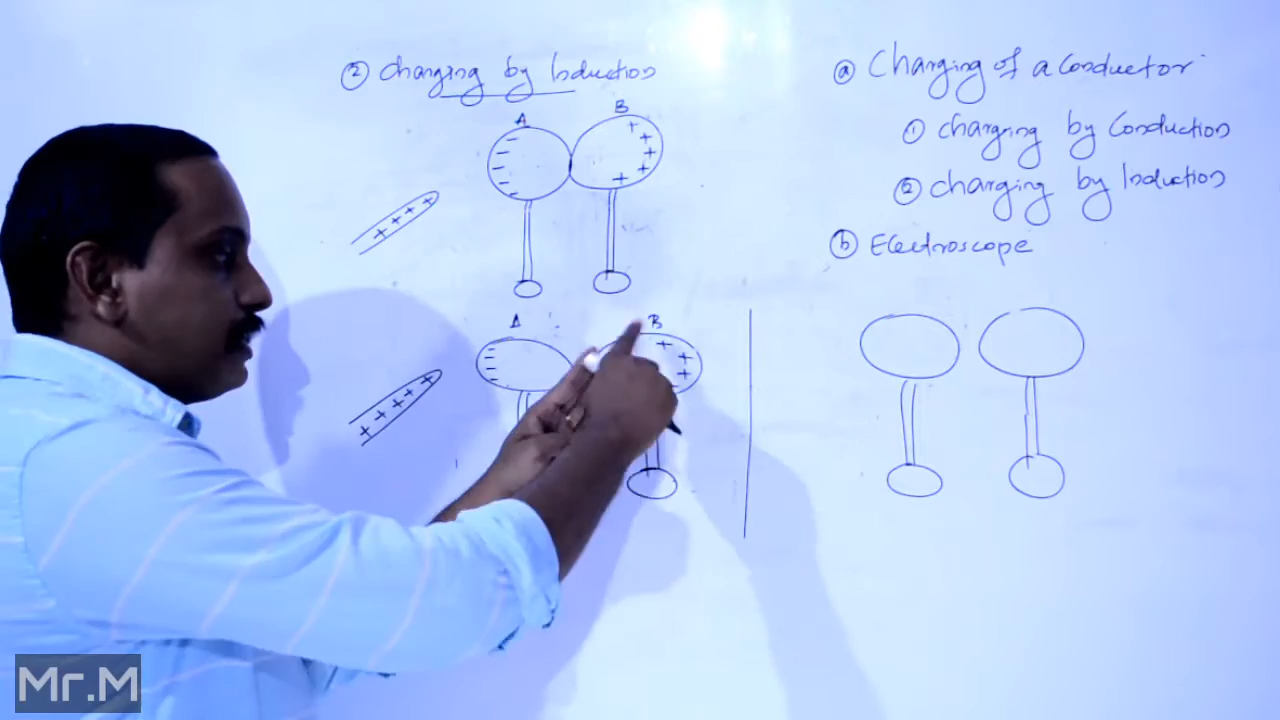 ② Charging by Induction
A B
− − − − − + + + + +
+ + + +
A B
− − − − + + +
+ + + + +
ⓐ Charging of a Conductor
① Charging by Conduction
② Charging by Induction
ⓑ Electroscope
Mr.M